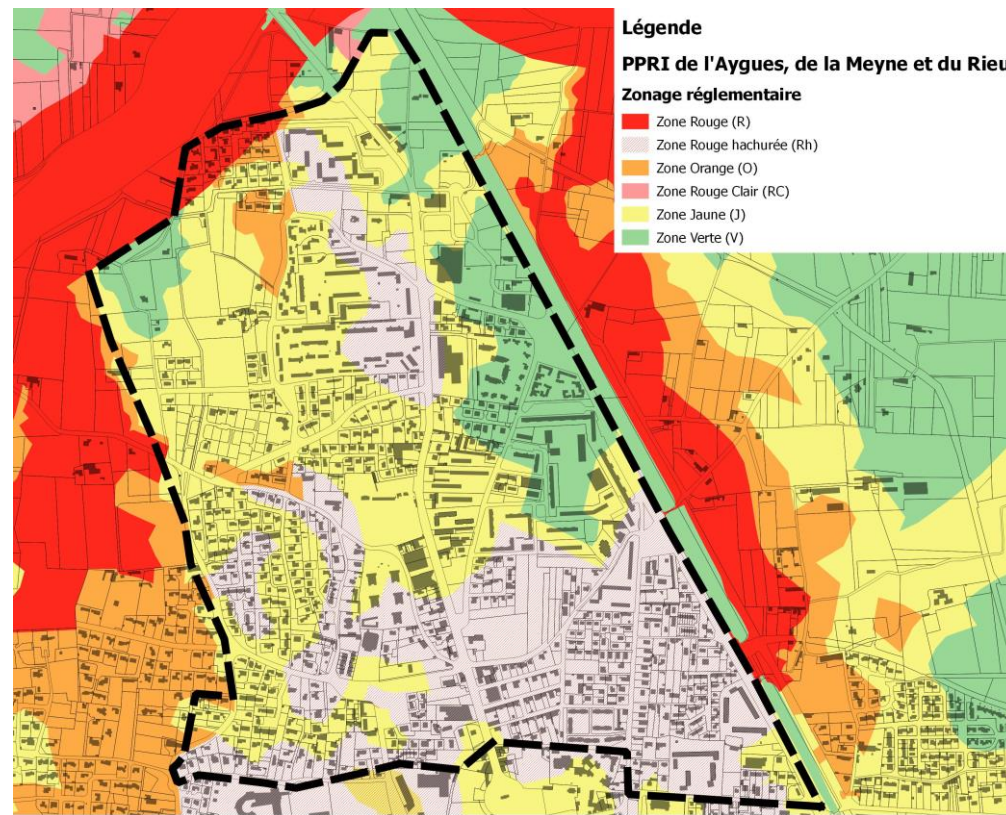 Légende
PPRI de l'Aygues, de la Meyne et du Rieu
Zonage réglementaire
Zone Rouge (R)
Zone Rouge hachurée (Rh)
Zone Orange (O)
Zone Rouge Clair (RC)
Zone Jaune (J)
Zone Verte (V)